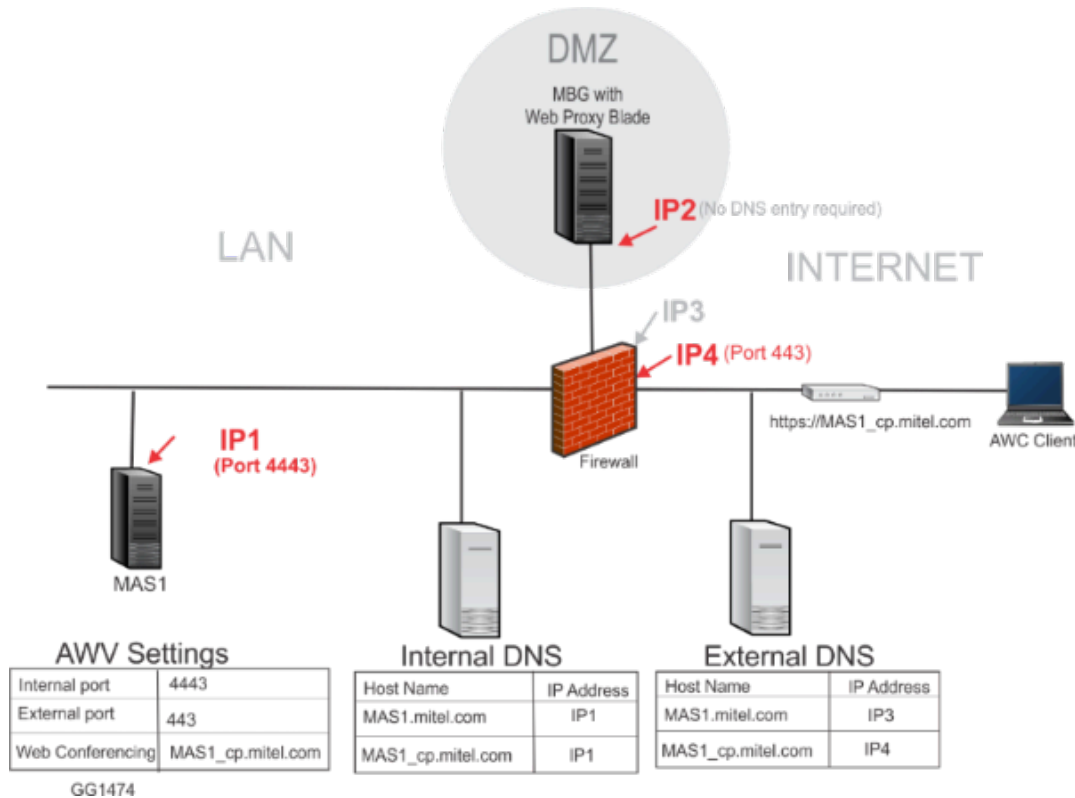 DMZ
MBG with
Web Proxy Blade
IP2 (No DNS entry required)
LAN
INTERNET
IP3
IP4 (Port 443)
https://MAS1_cp.mitel.com
AWC Client
Firewall
IP1
(Port 4443)
MAS1
AWV Settings
Internal port 4443
External port 443
Web Conferencing MAS1_cp.mitel.com
GG1474
Internal DNS
Host Name IP Address
MAS1.mitel.com IP1
MAS1_cp.mitel.com IP1
External DNS
Host Name IP Address
MAS1.mitel.com IP3
MAS1_cp.mitel.com IP4